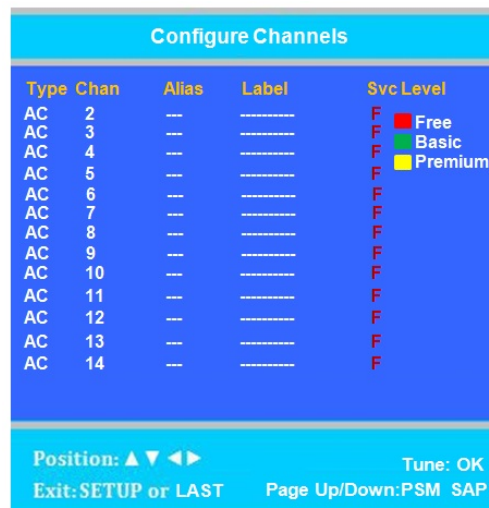 Configure Channels
Type Chan Alias Label Svc Level
AC 2 --- ---------- F
AC 3 --- ---------- F
AC 4 --- ---------- F
AC 5 --- ---------- F
AC 6 --- ---------- F
AC 7 --- ---------- F
AC 8 --- ---------- F
AC 9 --- ---------- F
AC 10 --- ---------- F
AC 11 --- ---------- F
AC 12 --- ---------- F
AC 13 --- ---------- F
AC 14 --- ---------- F
Free
Basic
Premium
Position: ▲ ▼ ◀ ▶
Tune: OK
Exit: SETUP or LAST
Page Up/Down:PSM SAP